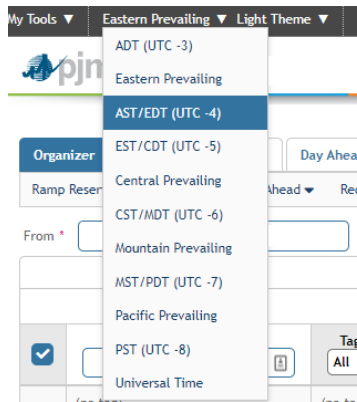 My Tools ▼ Eastern Prevailing ▼ Light Theme ▼
pjm
ADT (UTC -3)
Eastern Prevailing
AST/EDT (UTC -4)
EST/CDT (UTC -5)
Central Prevailing
CST/MDT (UTC -6)
Mountain Prevailing
MST/PDT (UTC -7)
Pacific Prevailing
PST (UTC -8)
Universal Time
Organizer Day Ahea
Ramp Reser Ahead ▼
From *
Tag
All